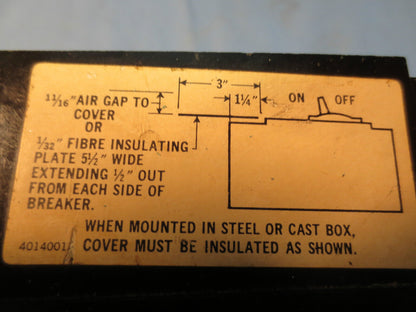 3"
1 1/16" AIR GAP TO
1 1/4"
ON OFF
COVER
OR
1/32" FIBRE INSULATING
PLATE 5 1/2" WIDE
EXTENDING 1/2" OUT
FROM EACH SIDE OF
BREAKER.
WHEN MOUNTED IN STEEL OR CAST BOX,
4014001 COVER MUST BE INSULATED AS SHOWN.